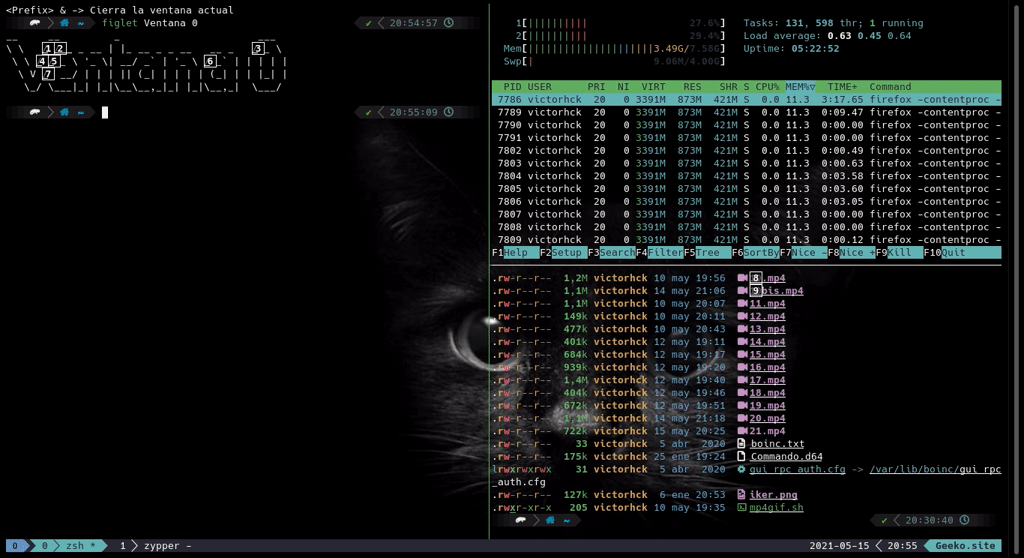 <Prefix> & -> Cierra la ventana actual
~ figlet Ventana 0 ✔ 20:54:57
1 2 3
4 5 6
7
~ ✔ 20:55:09
1[||||||||||| 27.6%] Tasks: 131, 598 thr; 1 running
2[||||||||||| 29.4%] Load average: 0.63 0.45 0.64
Mem[||||||||||||||||||||||||3.49G/7.58G] Uptime: 05:22:52
Swp[| 9.06M/4.00G]
PID USER PRI NI VIRT RES SHR S CPU% MEM%▽ TIME+ Command
7786 victorhck 20 0 3391M 873M 421M S 0.0 11.3 3:17.65 firefox -contentproc -
7789 victorhck 20 0 3391M 873M 421M S 0.0 11.3 0:09.47 firefox -contentproc -
7790 victorhck 20 0 3391M 873M 421M S 0.0 11.3 0:00.00 firefox -contentproc -
7791 victorhck 20 0 3391M 873M 421M S 0.0 11.3 0:00.00 firefox -contentproc -
7802 victorhck 20 0 3391M 873M 421M S 0.0 11.3 0:00.49 firefox -contentproc -
7803 victorhck 20 0 3391M 873M 421M S 0.0 11.3 0:00.63 firefox -contentproc -
7804 victorhck 20 0 3391M 873M 421M S 0.0 11.3 0:03.58 firefox -contentproc -
7805 victorhck 20 0 3391M 873M 421M S 0.0 11.3 0:03.60 firefox -contentproc -
7806 victorhck 20 0 3391M 873M 421M S 0.0 11.3 0:03.05 firefox -contentproc -
7807 victorhck 20 0 3391M 873M 421M S 0.0 11.3 0:00.00 firefox -contentproc -
7808 victorhck 20 0 3391M 873M 421M S 0.0 11.3 0:00.00 firefox -contentproc -
7809 victorhck 20 0 3391M 873M 421M S 0.0 11.3 0:00.12 firefox -contentproc -
F1Help F2Setup F3SearchF4FilterF5Tree F6SortByF7Nice -F8Nice +F9Kill F10Quit
.rw-r--r-- 1,2M victorhck 10 may 19:56 8.mp4
.rw-r--r-- 1,1M victorhck 14 may 21:06 9bis.mp4
.rw-r--r-- 1,1M victorhck 10 may 20:07 11.mp4
.rw-r--r-- 149k victorhck 10 may 20:11 12.mp4
.rw-r--r-- 477k victorhck 10 may 20:43 13.mp4
.rw-r--r-- 401k victorhck 12 may 19:11 14.mp4
.rw-r--r-- 684k victorhck 12 may 19:17 15.mp4
.rw-r--r-- 939k victorhck 12 may 19:20 16.mp4
.rw-r--r-- 1,4M victorhck 12 may 19:40 17.mp4
.rw-r--r-- 404k victorhck 12 may 19:46 18.mp4
.rw-r--r-- 672k victorhck 12 may 19:51 19.mp4
.rw-r--r-- 1,1M victorhck 14 may 21:18 20.mp4
.rw-r--r-- 722k victorhck 15 may 20:25 21.mp4
.rw-r--r-- 33 victorhck 5 abr 2020 boinc.txt
.rw-r--r-- 175k victorhck 25 ene 19:24 Commando.d64
lrwxrwxrwx 31 victorhck 5 abr 2020 gui_rpc_auth.cfg -> /var/lib/boinc/gui_rpc
_auth.cfg
.rw-r--r-- 127k victorhck 6 ene 20:53 iker.png
.rwxr-xr-x 205 victorhck 10 may 19:35 mp4gif.sh
~ ✔ 20:30:40
0 0 zsh * 1 zypper - 2021-05-15 20:55 Geeko.site